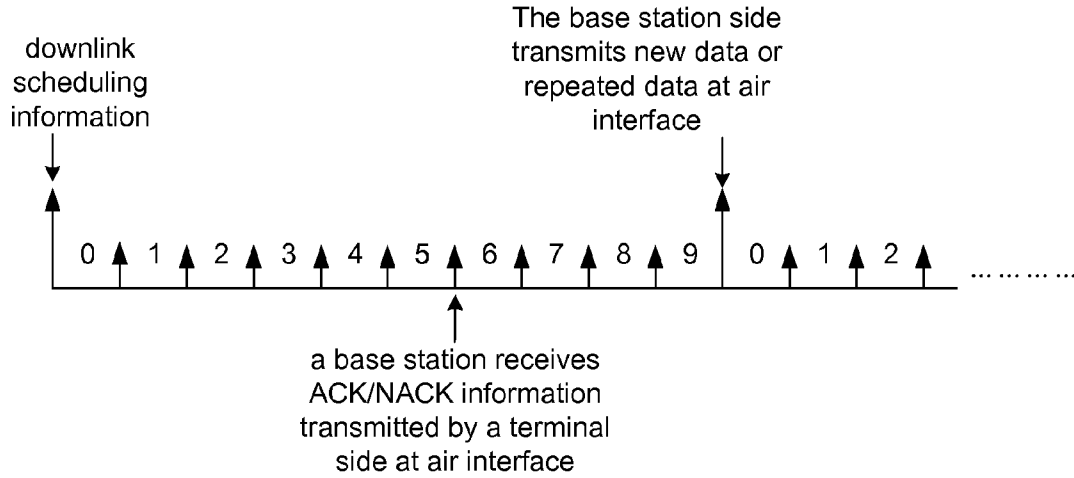 downlink
scheduling
information
The base station side
transmits new data or
repeated data at air
interface
0 1 2 3 4 5 6 7 8 9 0 1 2
... ... ... ...
a base station receives
ACK/NACK information
transmitted by a terminal
side at air interface